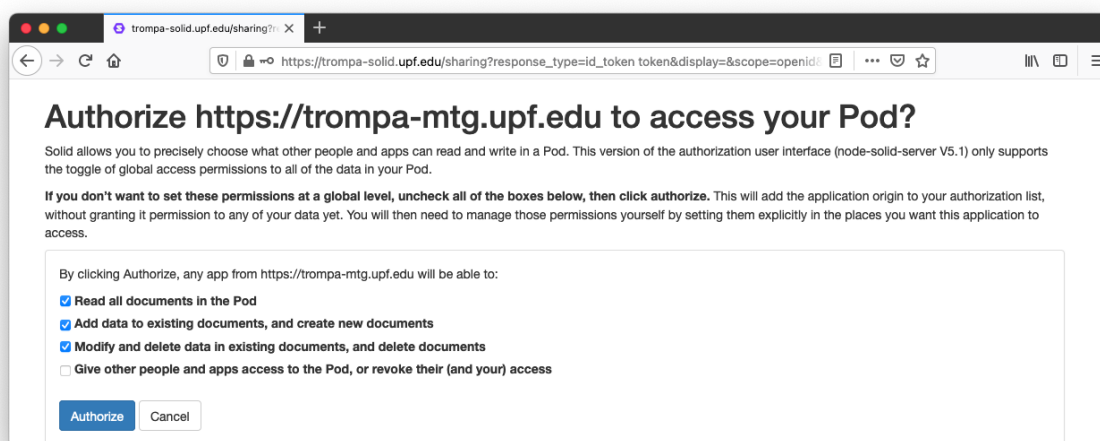 trompa-solid.upf.edu/sharing?r
https://trompa-solid.upf.edu/sharing?response_type=id_token token&display=&scope=openid&
Authorize https://trompa-mtg.upf.edu to access your Pod?
Solid allows you to precisely choose what other people and apps can read and write in a Pod. This version of the authorization user interface (node-solid-server V5.1) only supports
the toggle of global access permissions to all of the data in your Pod.
If you don't want to set these permissions at a global level, uncheck all of the boxes below, then click authorize. This will add the application origin to your authorization list,
without granting it permission to any of your data yet. You will then need to manage those permissions yourself by setting them explicitly in the places you want this application to
access.
By clicking Authorize, any app from https://trompa-mtg.upf.edu will be able to:
Read all documents in the Pod
Add data to existing documents, and create new documents
Modify and delete data in existing documents, and delete documents
Give other people and apps access to the Pod, or revoke their (and your) access
Authorize Cancel